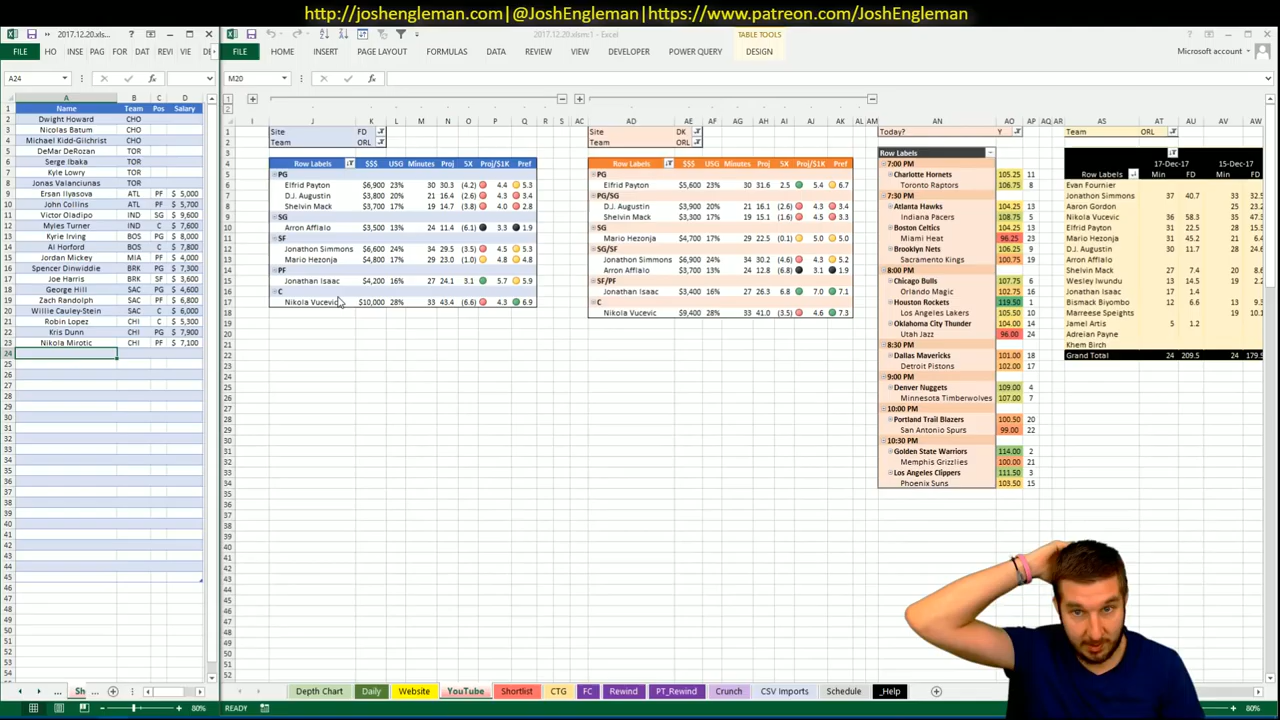 http://joshengleman.com|@JoshEngleman|https://www.patreon.com/JoshEngleman
2017.12.20.xls...
2017.12.20.xlsm:1 - Excel
TABLE TOOLS
FILE HO INSE PAG FOR DAT REVI VIE DE
FILE HOME INSERT PAGE LAYOUT FORMULAS DATA REVIEW VIEW DEVELOPER POWER QUERY DESIGN
Microsoft account
A24
M20
Name Team Pos Salary
Dwight Howard CHO
Nicolas Batum CHO
Michael Kidd-Gilchrist CHO
DeMar DeRozan TOR
Serge Ibaka TOR
Kyle Lowry TOR
Jonas Valanciunas TOR
Ersan Ilyasova ATL PF $ 5,000
John Collins ATL PF $ 5,700
Victor Oladipo IND SG $ 9,600
Myles Turner IND C $ 7,600
Kyrie Irving BOS PG $ 8,000
Al Horford BOS C $ 7,700
Jordan Mickey MIA PF $ 4,000
Spencer Dinwiddie BRK PG $ 7,300
Joe Harris BRK SF $ 3,600
George Hill SAC PG $ 4,600
Zach Randolph SAC PF $ 6,800
Willie Cauley-Stein SAC C $ 6,700
Robin Lopez CHI C $ 5,300
Kris Dunn CHI PG $ 7,900
Nikola Mirotic CHI PF $ 7,100
Site FD
Team ORL
Row Labels $$$ USG Minutes Proj 5X Proj/$1K Pref
PG
Elfrid Payton $6,900 23% 30 30.3 (4.2) 4.4 5.3
D.J. Augustin $3,800 20% 21 16.4 (2.6) 4.3 3.4
Shelvin Mack $3,700 17% 19 14.7 (3.8) 4.0 2.8
SG
Arron Afflalo $3,500 13% 24 11.4 (6.1) 3.3 1.9
SF
Jonathon Simmons $6,600 24% 34 29.5 (3.5) 4.5 5.3
Mario Hezonja $4,800 17% 29 23.0 (1.0) 4.8 4.8
PF
Jonathan Isaac $4,200 16% 27 24.1 3.1 5.7 5.9
C
Nikola Vucevic $10,000 28% 33 43.4 (6.6) 4.3 6.9
Site DK
Team ORL
Row Labels $$$ USG Minutes Proj 5X Proj/$1K Pref
PG
Elfrid Payton $5,600 23% 30 31.6 (2.1) 5.4 6.7
PG/SG
D.J. Augustin $3,900 20% 21 16.1 (2.6) 4.3 3.4
Shelvin Mack $3,300 17% 19 15.1 (1.6) 4.5 3.3
SG
Mario Hezonja $4,700 17% 29 22.5 (0.1) 5.0 5.0
SG/SF
Jonathon Simmons $6,900 24% 34 30.2 (4.6) 4.6 5.2
Arron Afflalo $3,700 13% 24 12.8 (6.8) 3.1 1.9
SF/PF
Jonathan Isaac $3,400 16% 27 26.3 6.8 7.0 7.1
C
Nikola Vucevic $9,400 28% 33 41.0 (3.5) 4.6 7.3
Today? Y
Row Labels
7:00 PM
Charlotte Hornets 105.25 11
Toronto Raptors 106.75 8
7:30 PM
Atlanta Hawks 104.25 13
Indiana Pacers 108.75 5
Boston Celtics 104.25 13
Miami Heat 96.25 23
Brooklyn Nets 106.25 9
Sacramento Kings 100.75 19
8:00 PM
Chicago Bulls 107.75 6
Orlando Magic 102.75 16
Houston Rockets 119.50 1
Los Angeles Lakers 105.50 10
Oklahoma City Thunder 104.00 14
Utah Jazz 96.00 24
8:30 PM
Dallas Mavericks 101.00 18
Detroit Pistons 102.00 17
9:00 PM
Denver Nuggets 109.00 4
Minnesota Timberwolves 107.00 7
10:00 PM
Portland Trail Blazers 100.50 20
San Antonio Spurs 99.00 22
10:30 PM
Golden State Warriors 114.00 2
Memphis Grizzlies 100.00 21
Los Angeles Clippers 111.50 3
Phoenix Suns 103.50 15
Team ORL
17-Dec-17 15-Dec-17
Row Labels Min FD Min FD
Evan Fournier
Jonathon Simmons 37 40.7 33 32.
Aaron Gordon 25 23.
Nikola Vucevic 36 58.3 35 47.
Elfrid Payton 31 22.5 28 33.
Mario Hezonja 31 45.2 21 6.4
D.J. Augustin 30 11.7 26 24.
Arron Afflalo
Shelvin Mack 27 7.4 20 8.6
Wesley Iwundu 13 14.5 21 2.
Jonathan Isaac 17 1.4
Bismack Biyombo 12 6.6 13 9.3
Marreese Speights 19 10.
Jamel Artis 5 1.2
Adreian Payne
Khem Birch
Grand Total 24 209.5 24 179.
Sh
Depth Chart Daily Website YouTube Shortlist CTG FC Rewind PT_Rewind Crunch CSV Imports Schedule _Help
80%
READY
80%